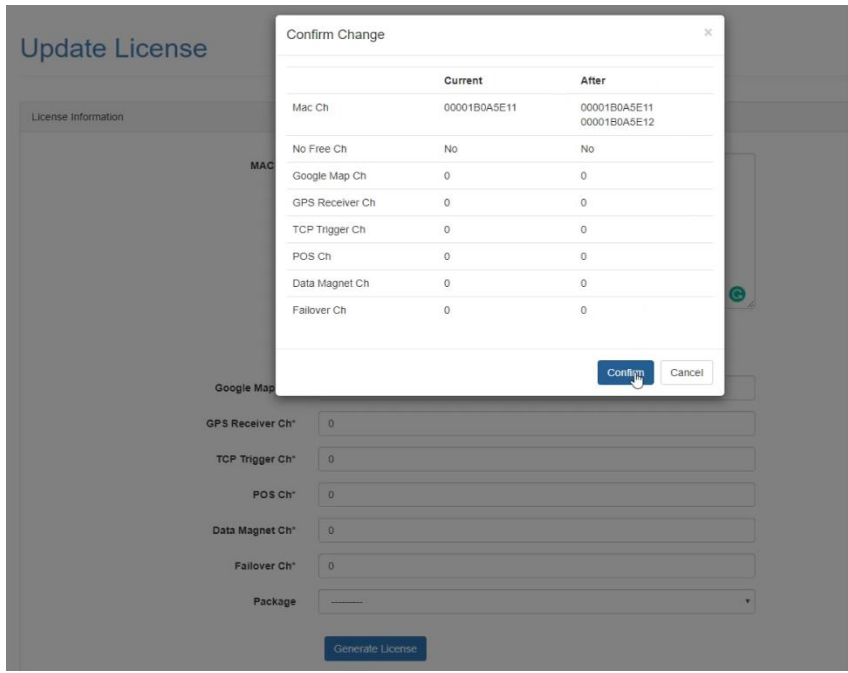 Update License
License Information
MAC
Confirm Change ×
Current After
Mac Ch 00001B0A5E11 00001B0A5E11
00001B0A5E12
No Free Ch No No
Google Map Ch 0 0
GPS Receiver Ch 0 0
TCP Trigger Ch 0 0
POS Ch 0 0
Data Magnet Ch 0 0
Failover Ch 0 0
Confirm Cancel
Google Map
GPS Receiver Ch* 0
TCP Trigger Ch* 0
POS Ch* 0
Data Magnet Ch* 0
Failover Ch* 0
Package ---------
Generate License